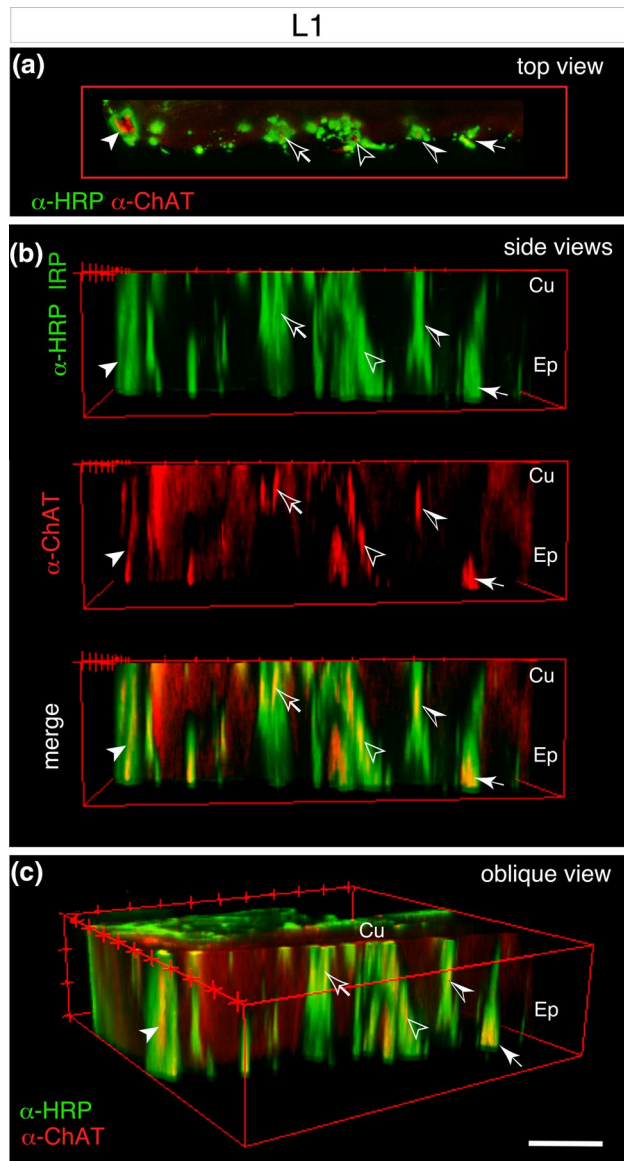 L1
(a) top view
α-HRP α-ChAT
(b) side views
α-HRP IRP
Cu
Ep
α-ChAT
Cu
Ep
merge
Cu
Ep
(c) oblique view
Cu
Ep
α-HRP
α-ChAT